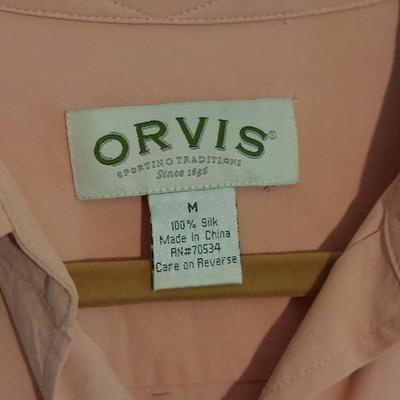 ORVIS®
SPORTING TRADITIONS
Since 1856
M
100% Silk
Made in China
RN#70534
Care on Reverse